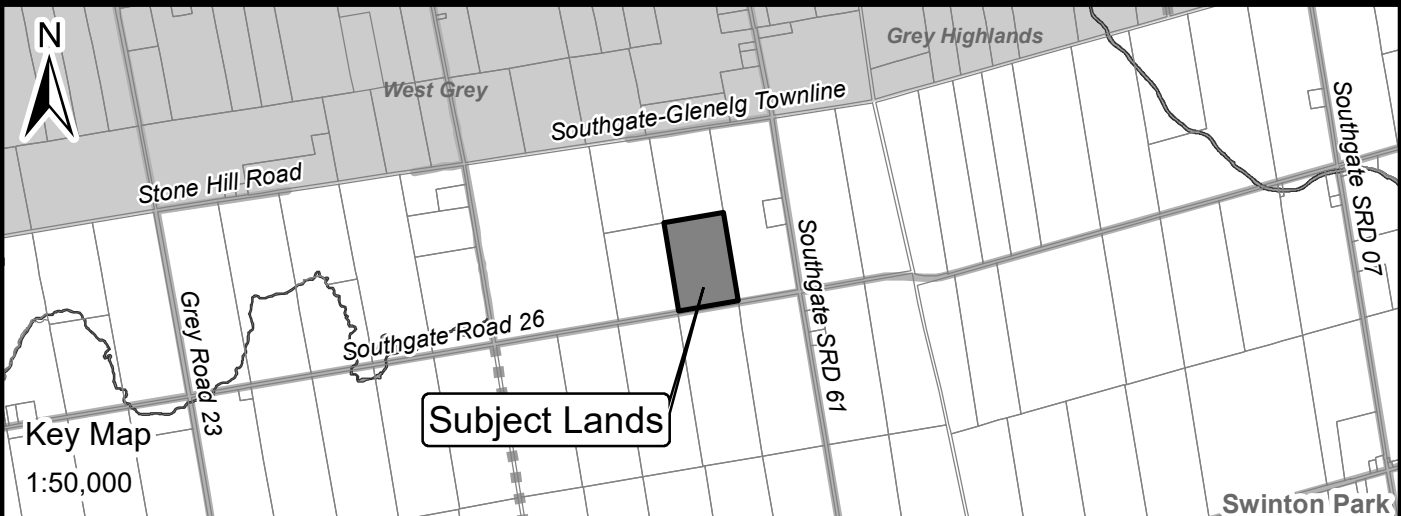 N
Grey Highlands
West Grey
Southgate-Glenelg Townline
Stone Hill Road
Southgate SRD 07
Southgate SRD 61
Grey Road 23
Southgate Road 26
Subject Lands
Key Map
1:50,000
Swinton Park